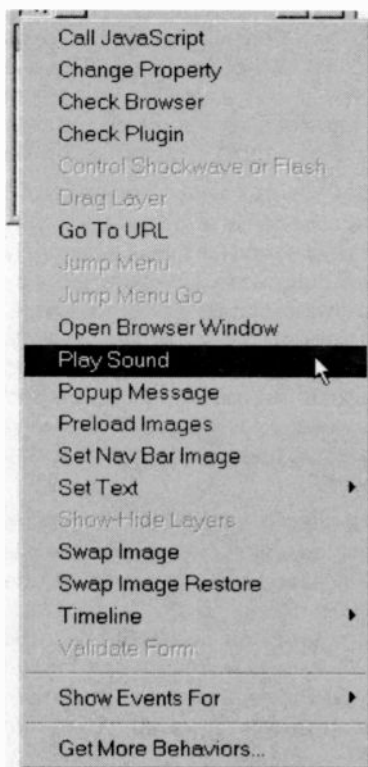 Call JavaScript
Change Property
Check Browser
Check Plugin
Control Shockwave or Flash
Drag Layer
Go To URL
Jump Menu
Jump Menu Go
Open Browser Window
Play Sound
Popup Message
Preload Images
Set Nav Bar Image
Set Text
Show-Hide Layers
Swap Image
Swap Image Restore
Timeline
Validate Form
Show Events For
Get More Behaviors...